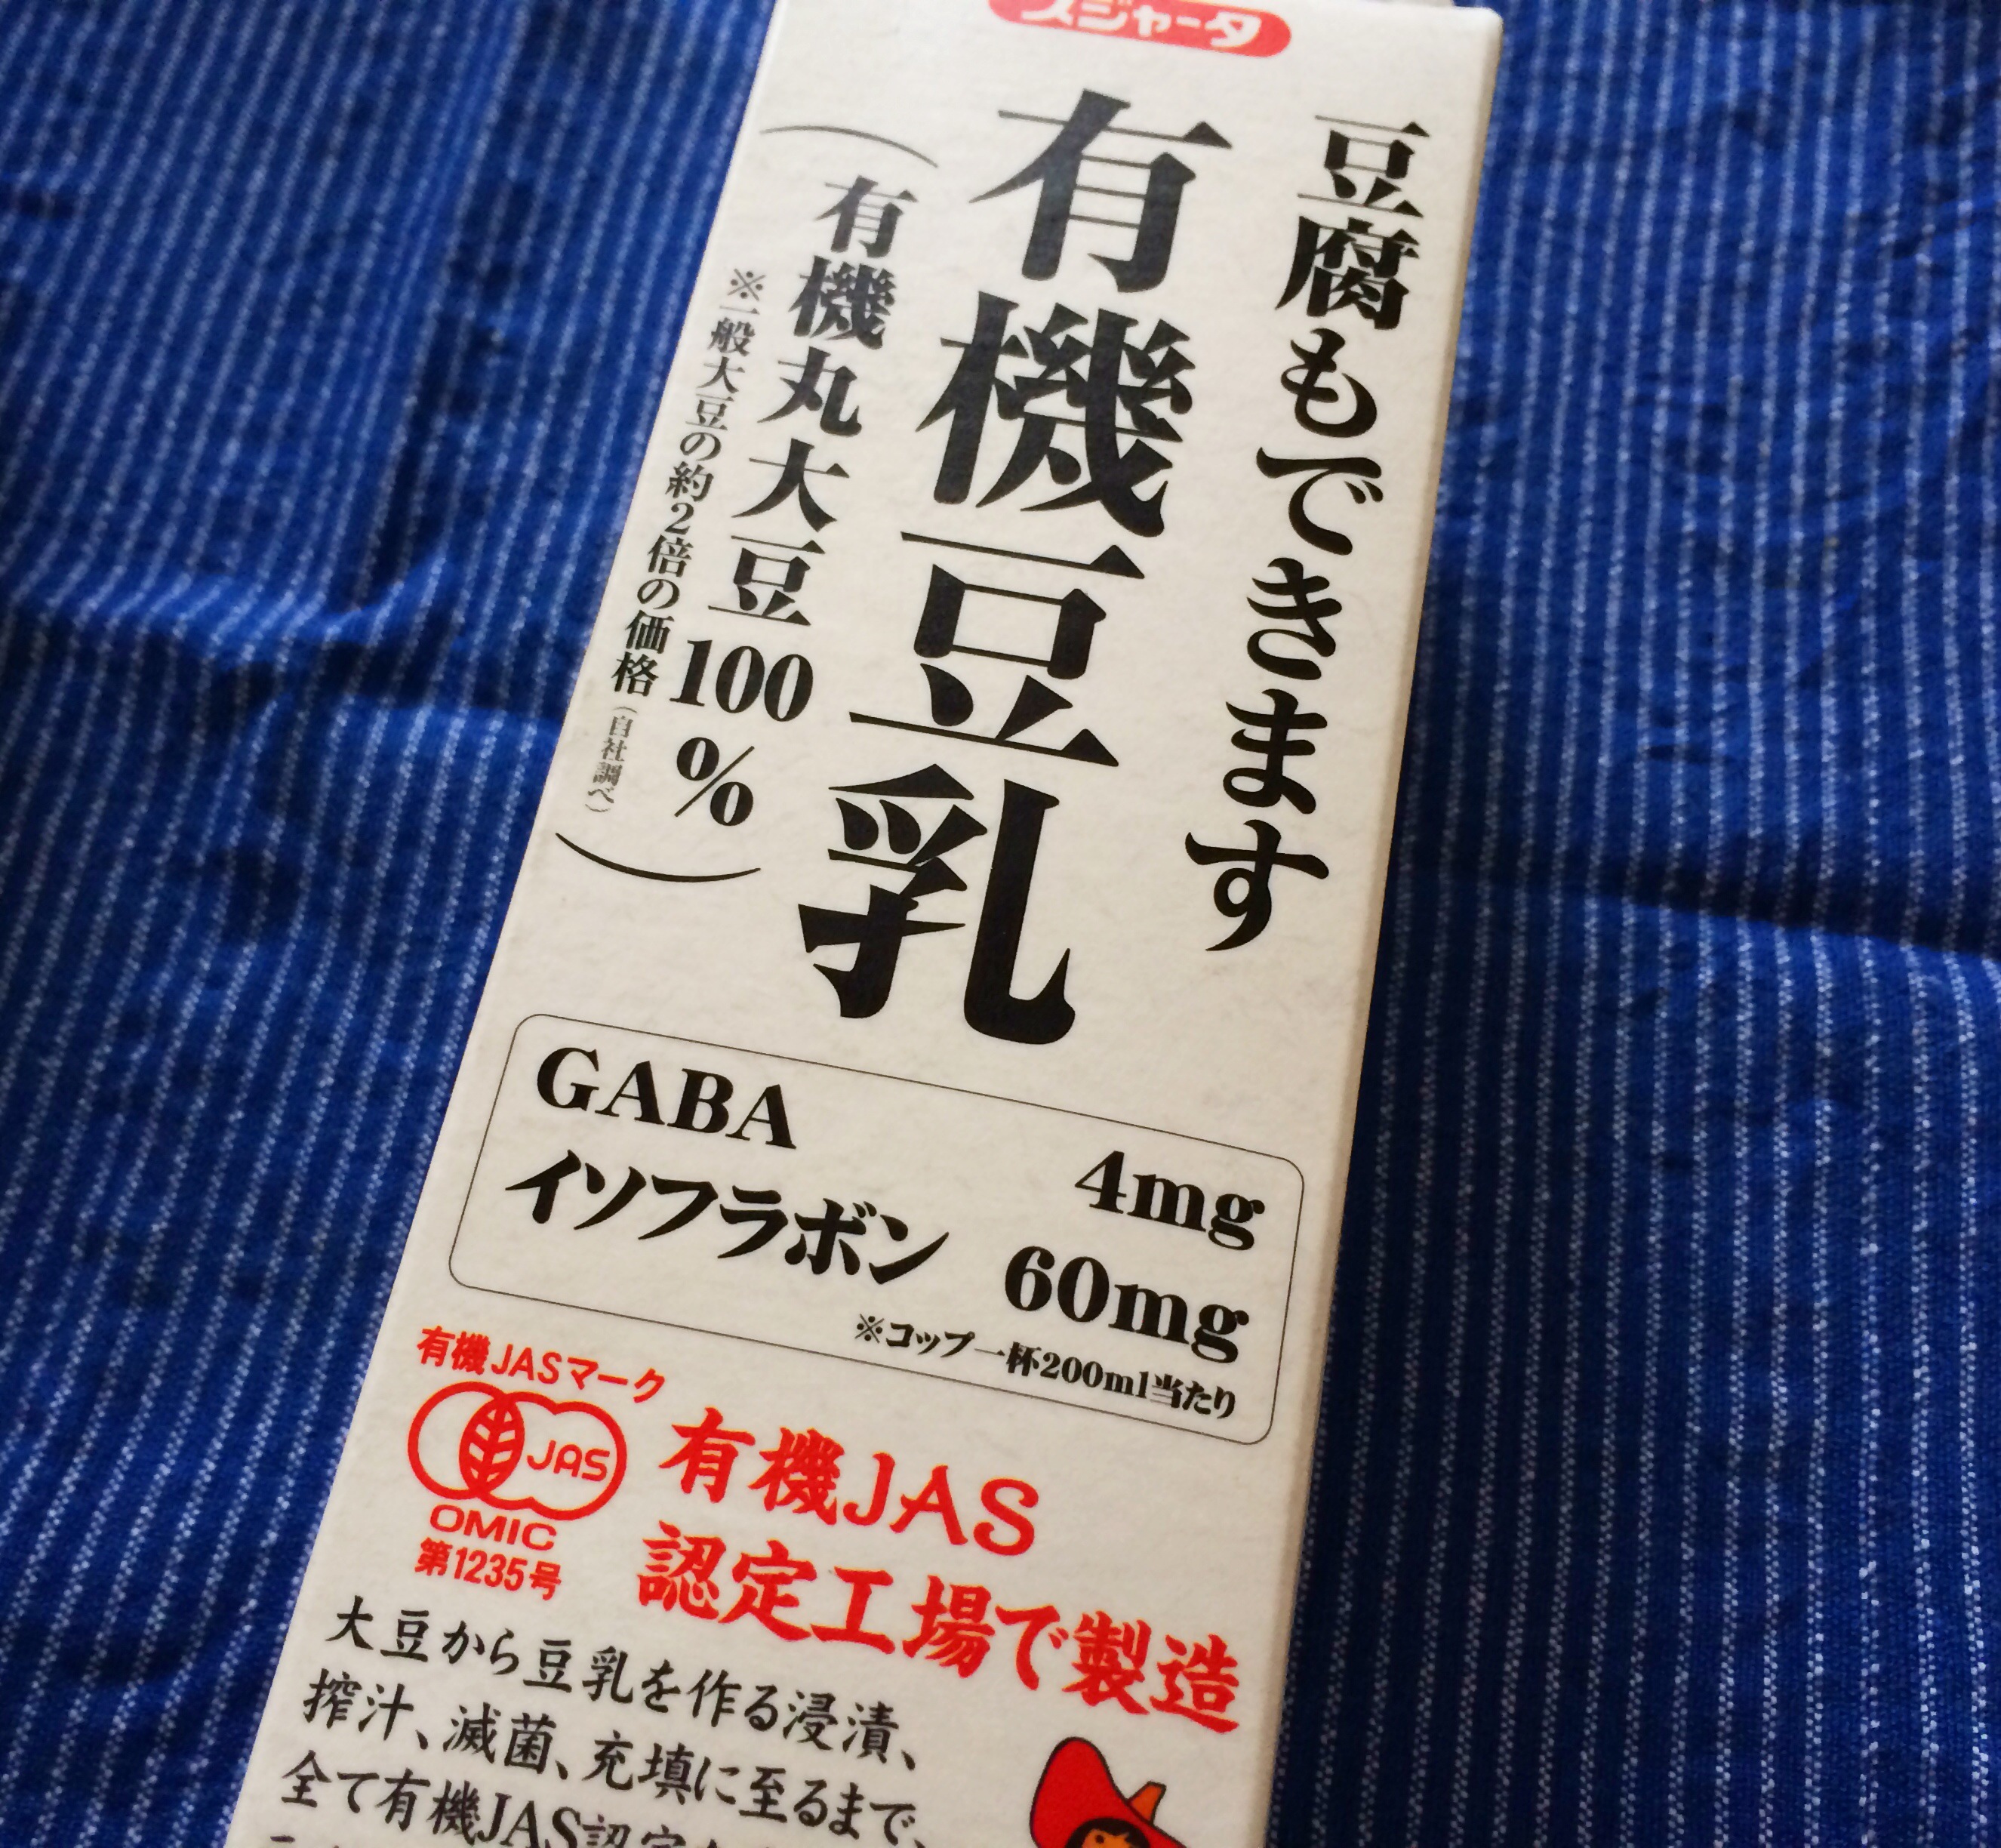 スジャータ
豆腐もできます
有機豆乳
（有機丸大豆100%）
※一般大豆の約2倍の価格（自社調べ）
GABA 4mg
イソフラボン 60mg
※コップ一杯200ml当たり
有機JASマーク
JAS
OMIC
第1235号
有機JAS
認定工場で製造
大豆から豆乳を作る浸漬、
搾汁、滅菌、充填に至るまで、
全て有機JAS認定